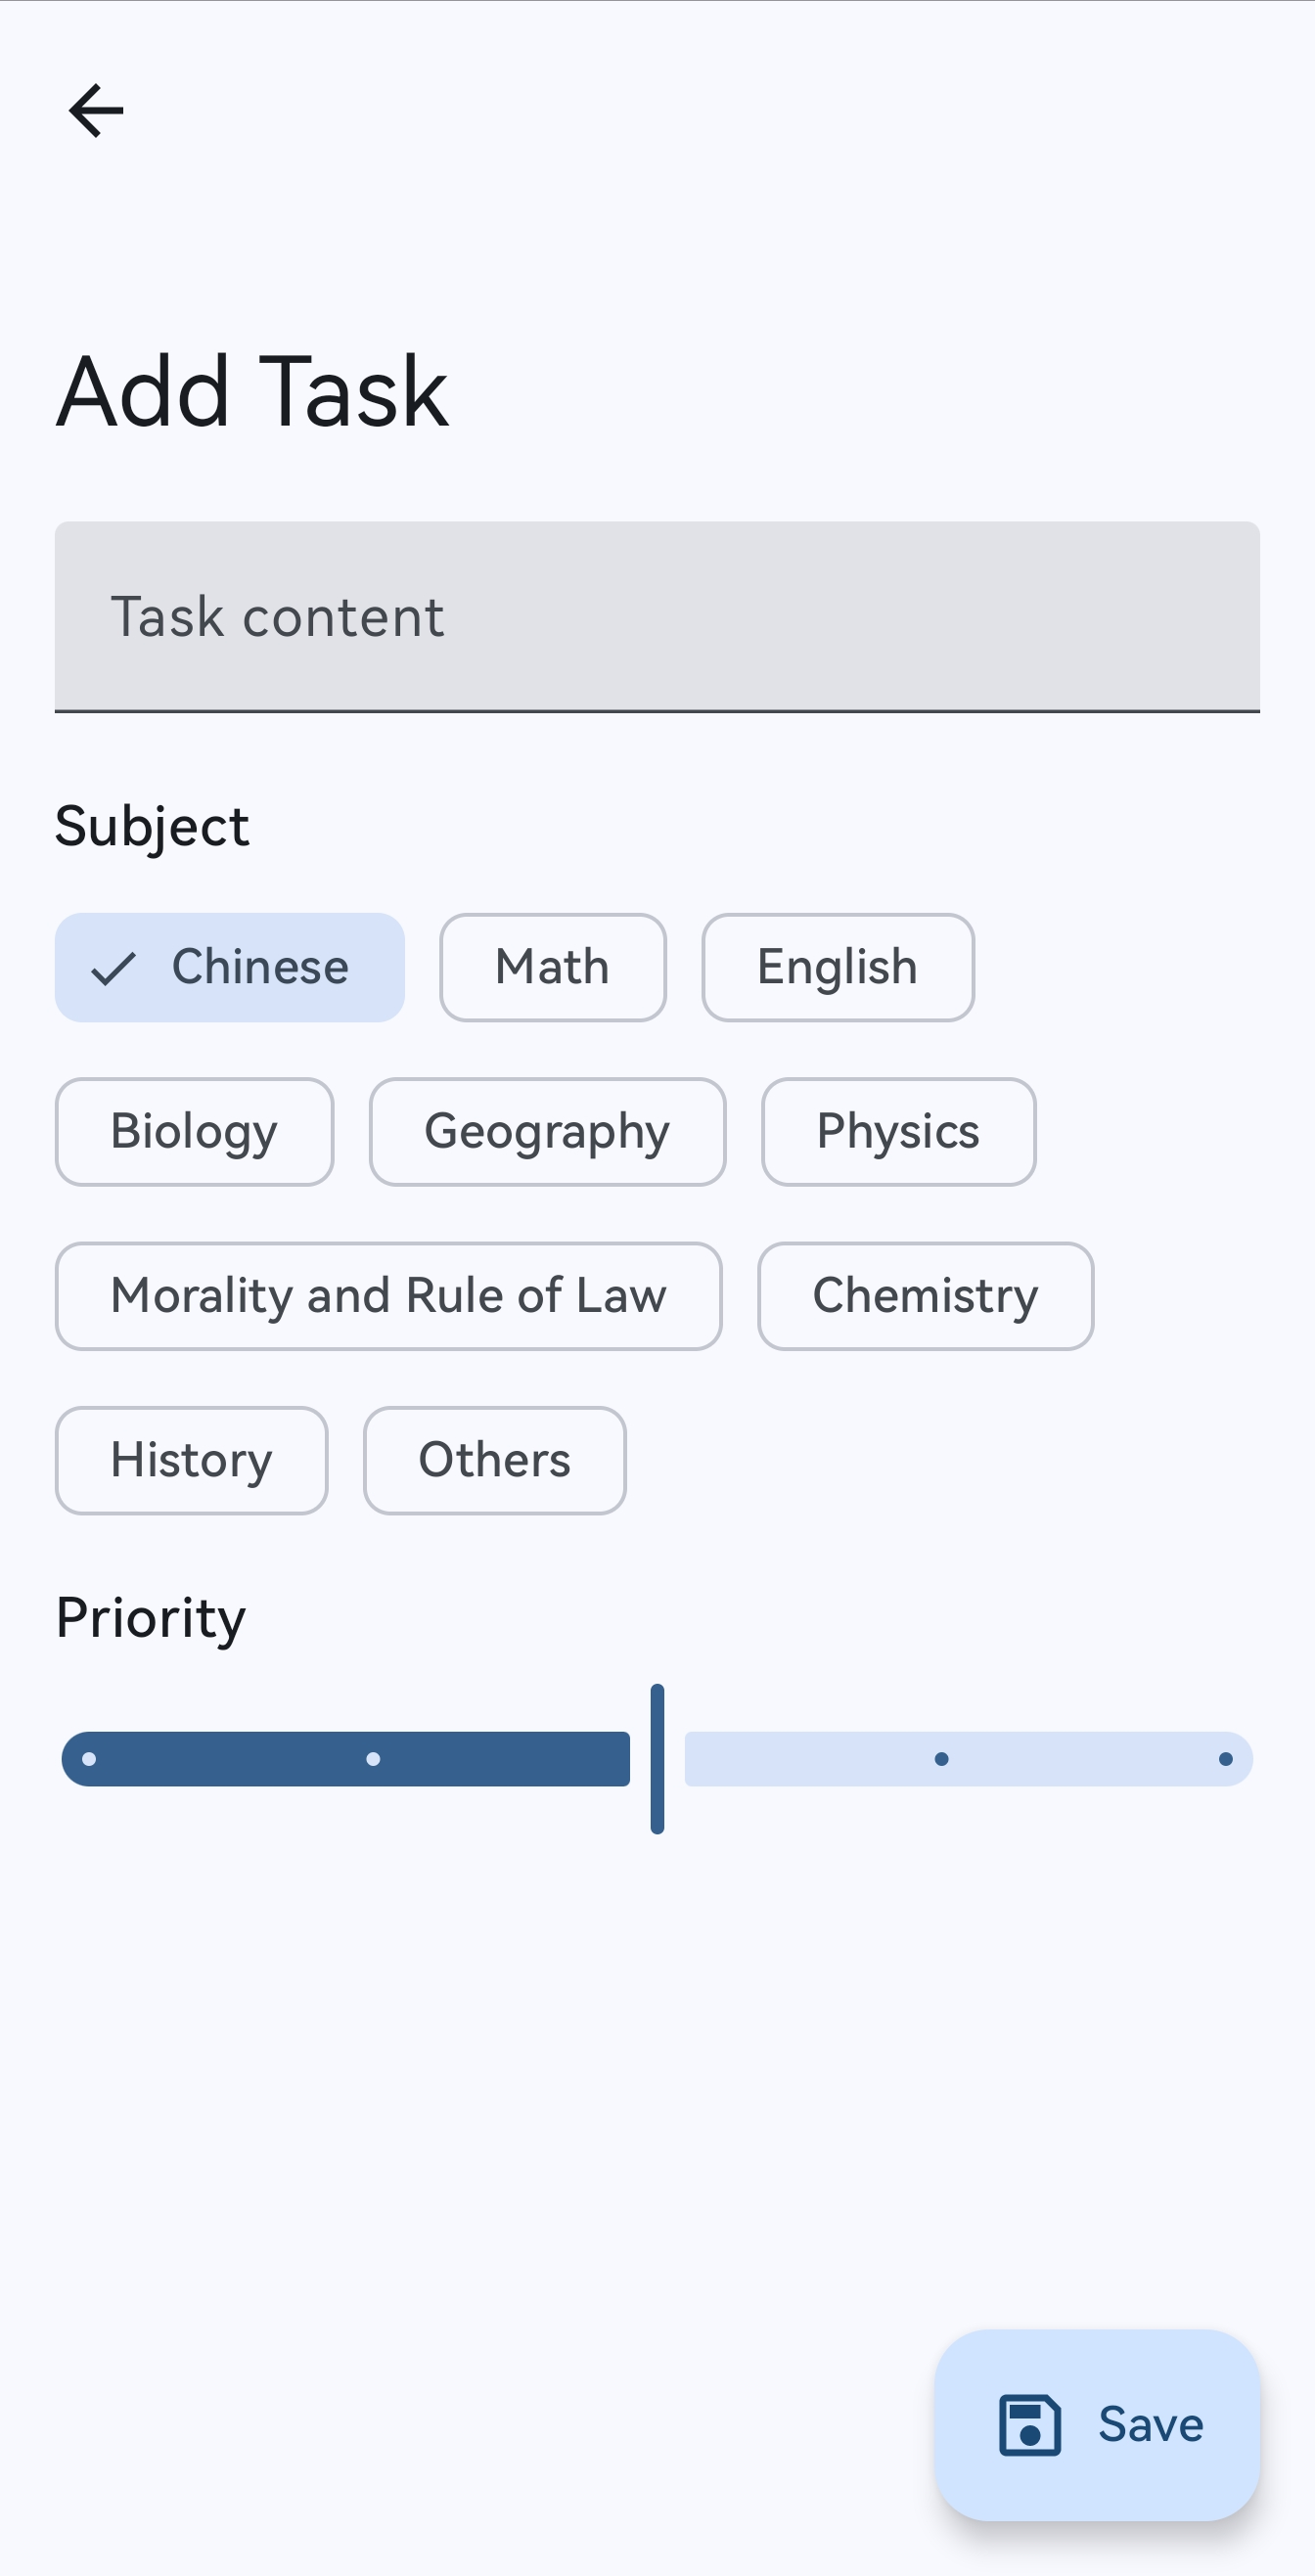 Add Task
Task content
Subject
Chinese Math English
Biology Geography Physics
Morality and Rule of Law Chemistry
History Others
Priority
Save